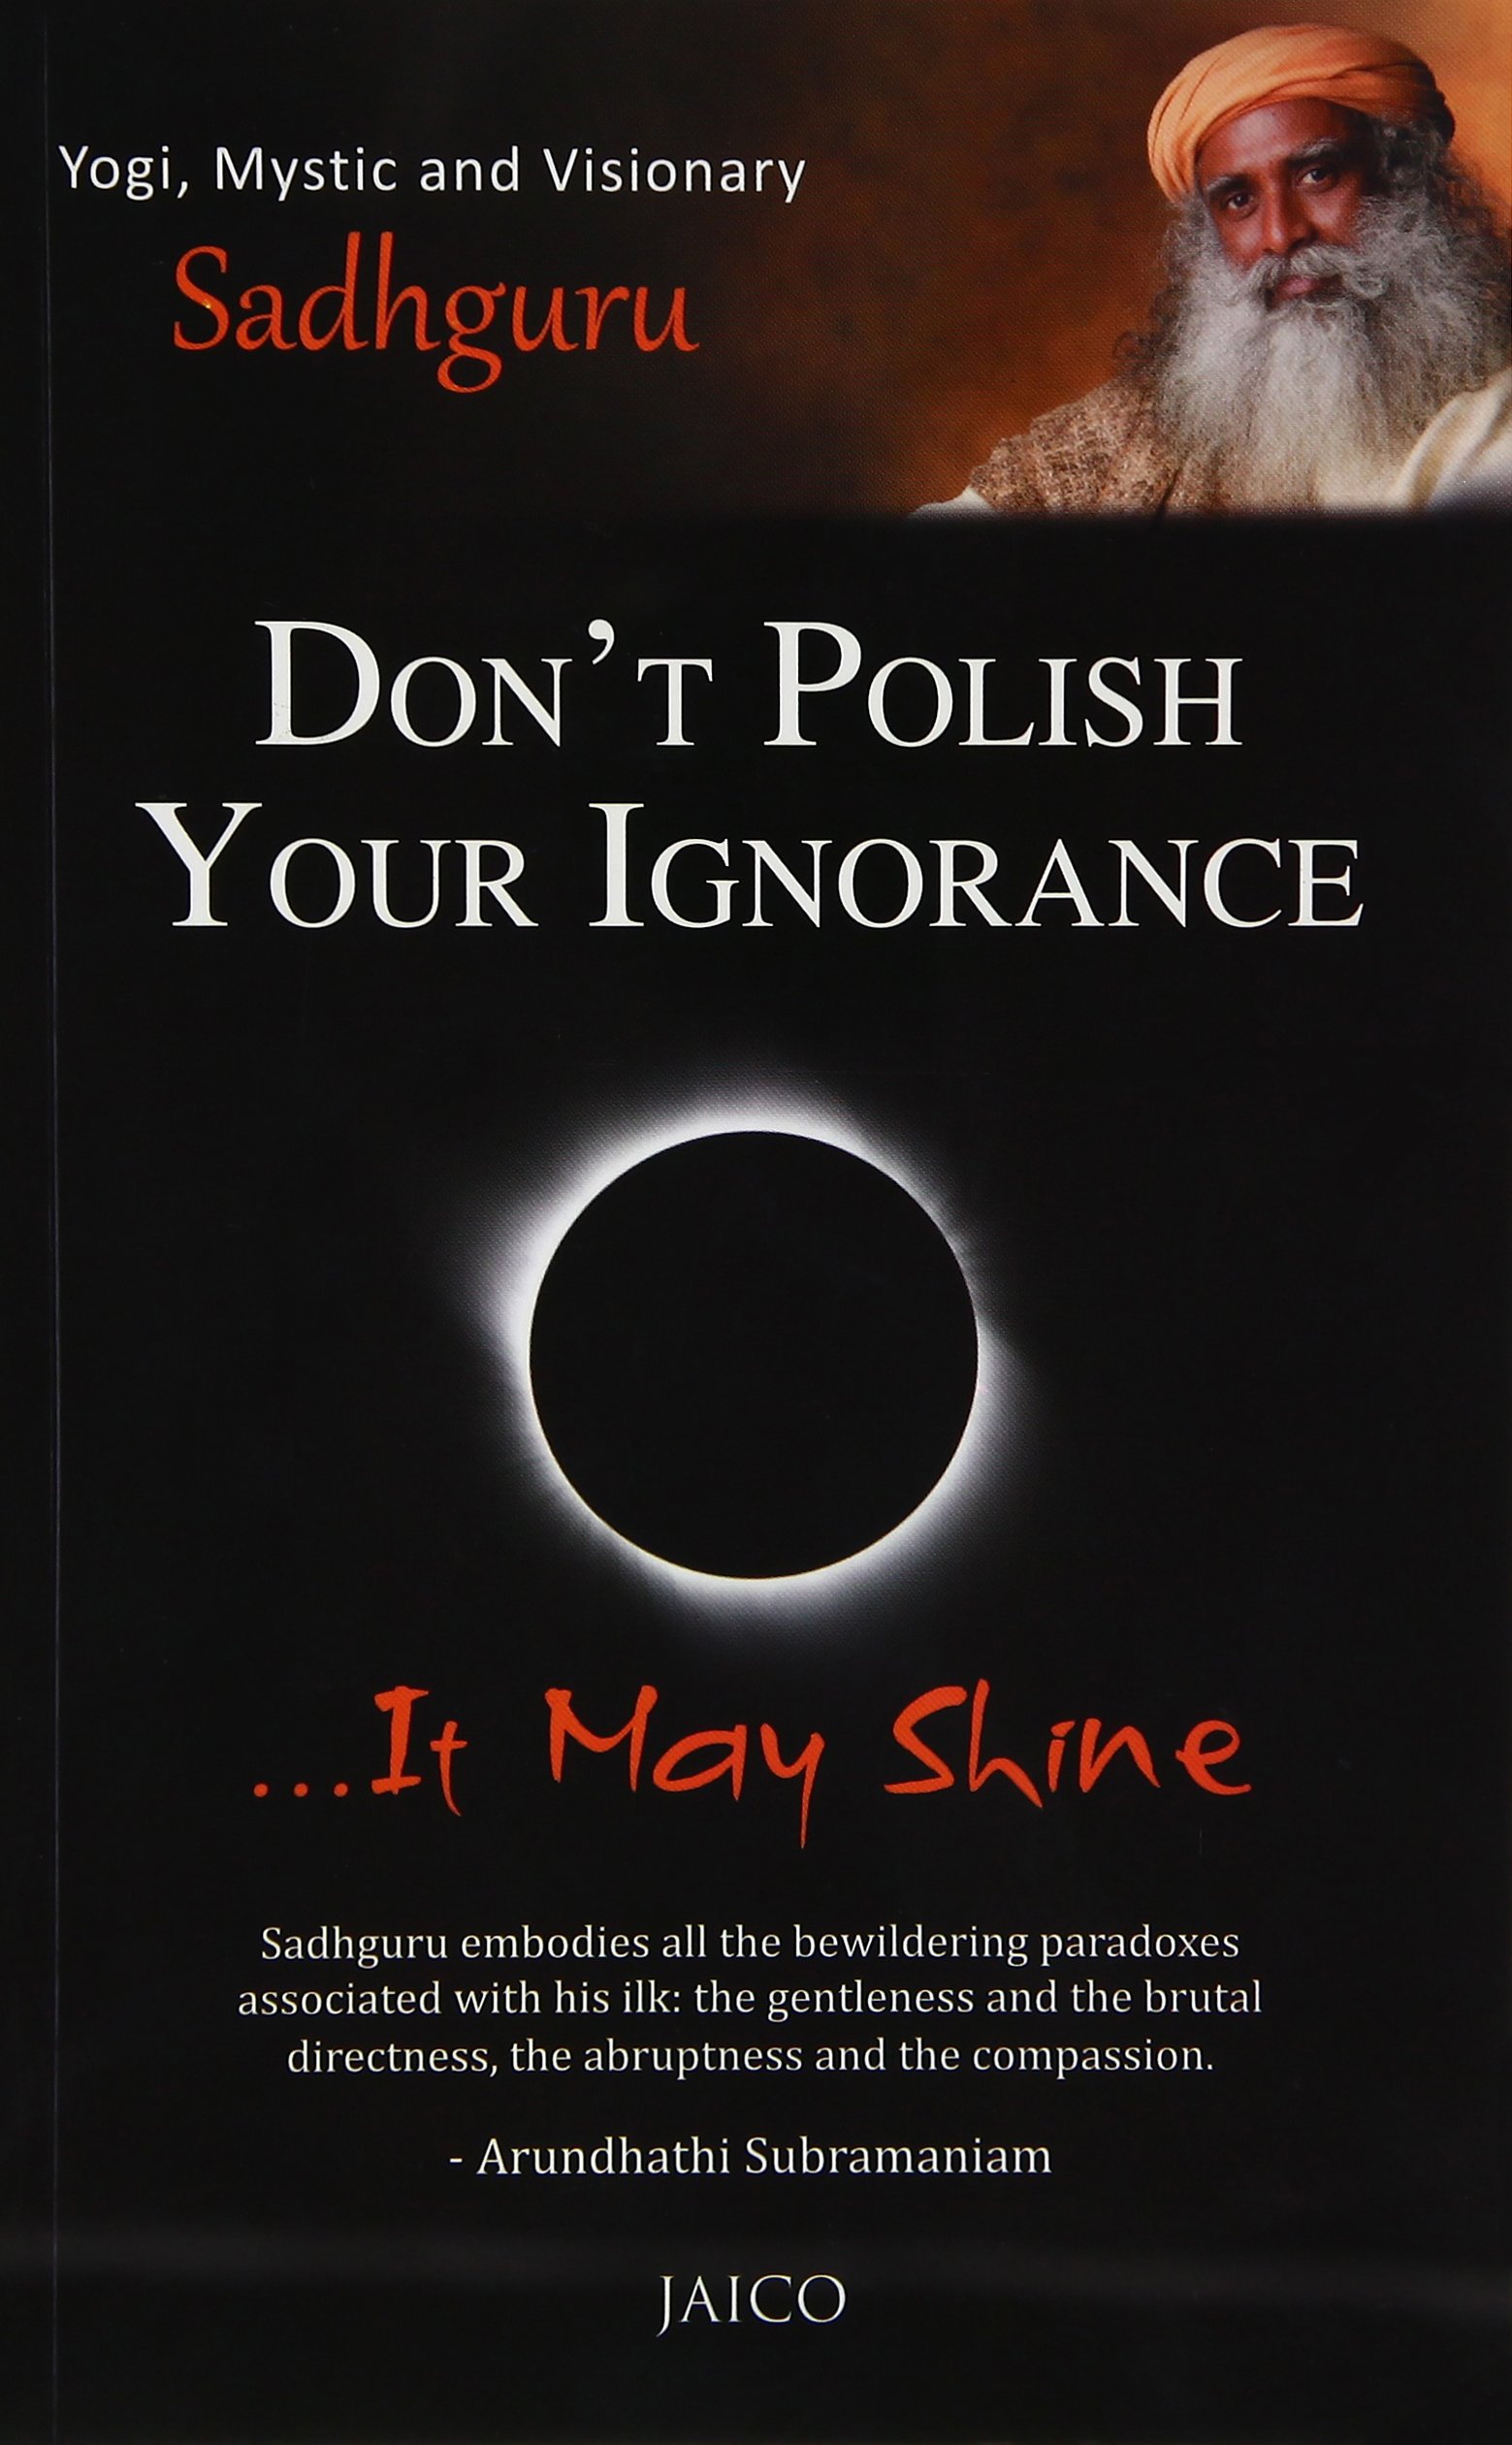 Yogi, Mystic and Visionary
Sadhguru
DON'T POLISH
YOUR IGNORANCE
...It May Shine
Sadhguru embodies all the bewildering paradoxes
associated with his ilk: the gentleness and the brutal
directness, the abruptness and the compassion.
- Arundhathi Subramaniam
JAICO